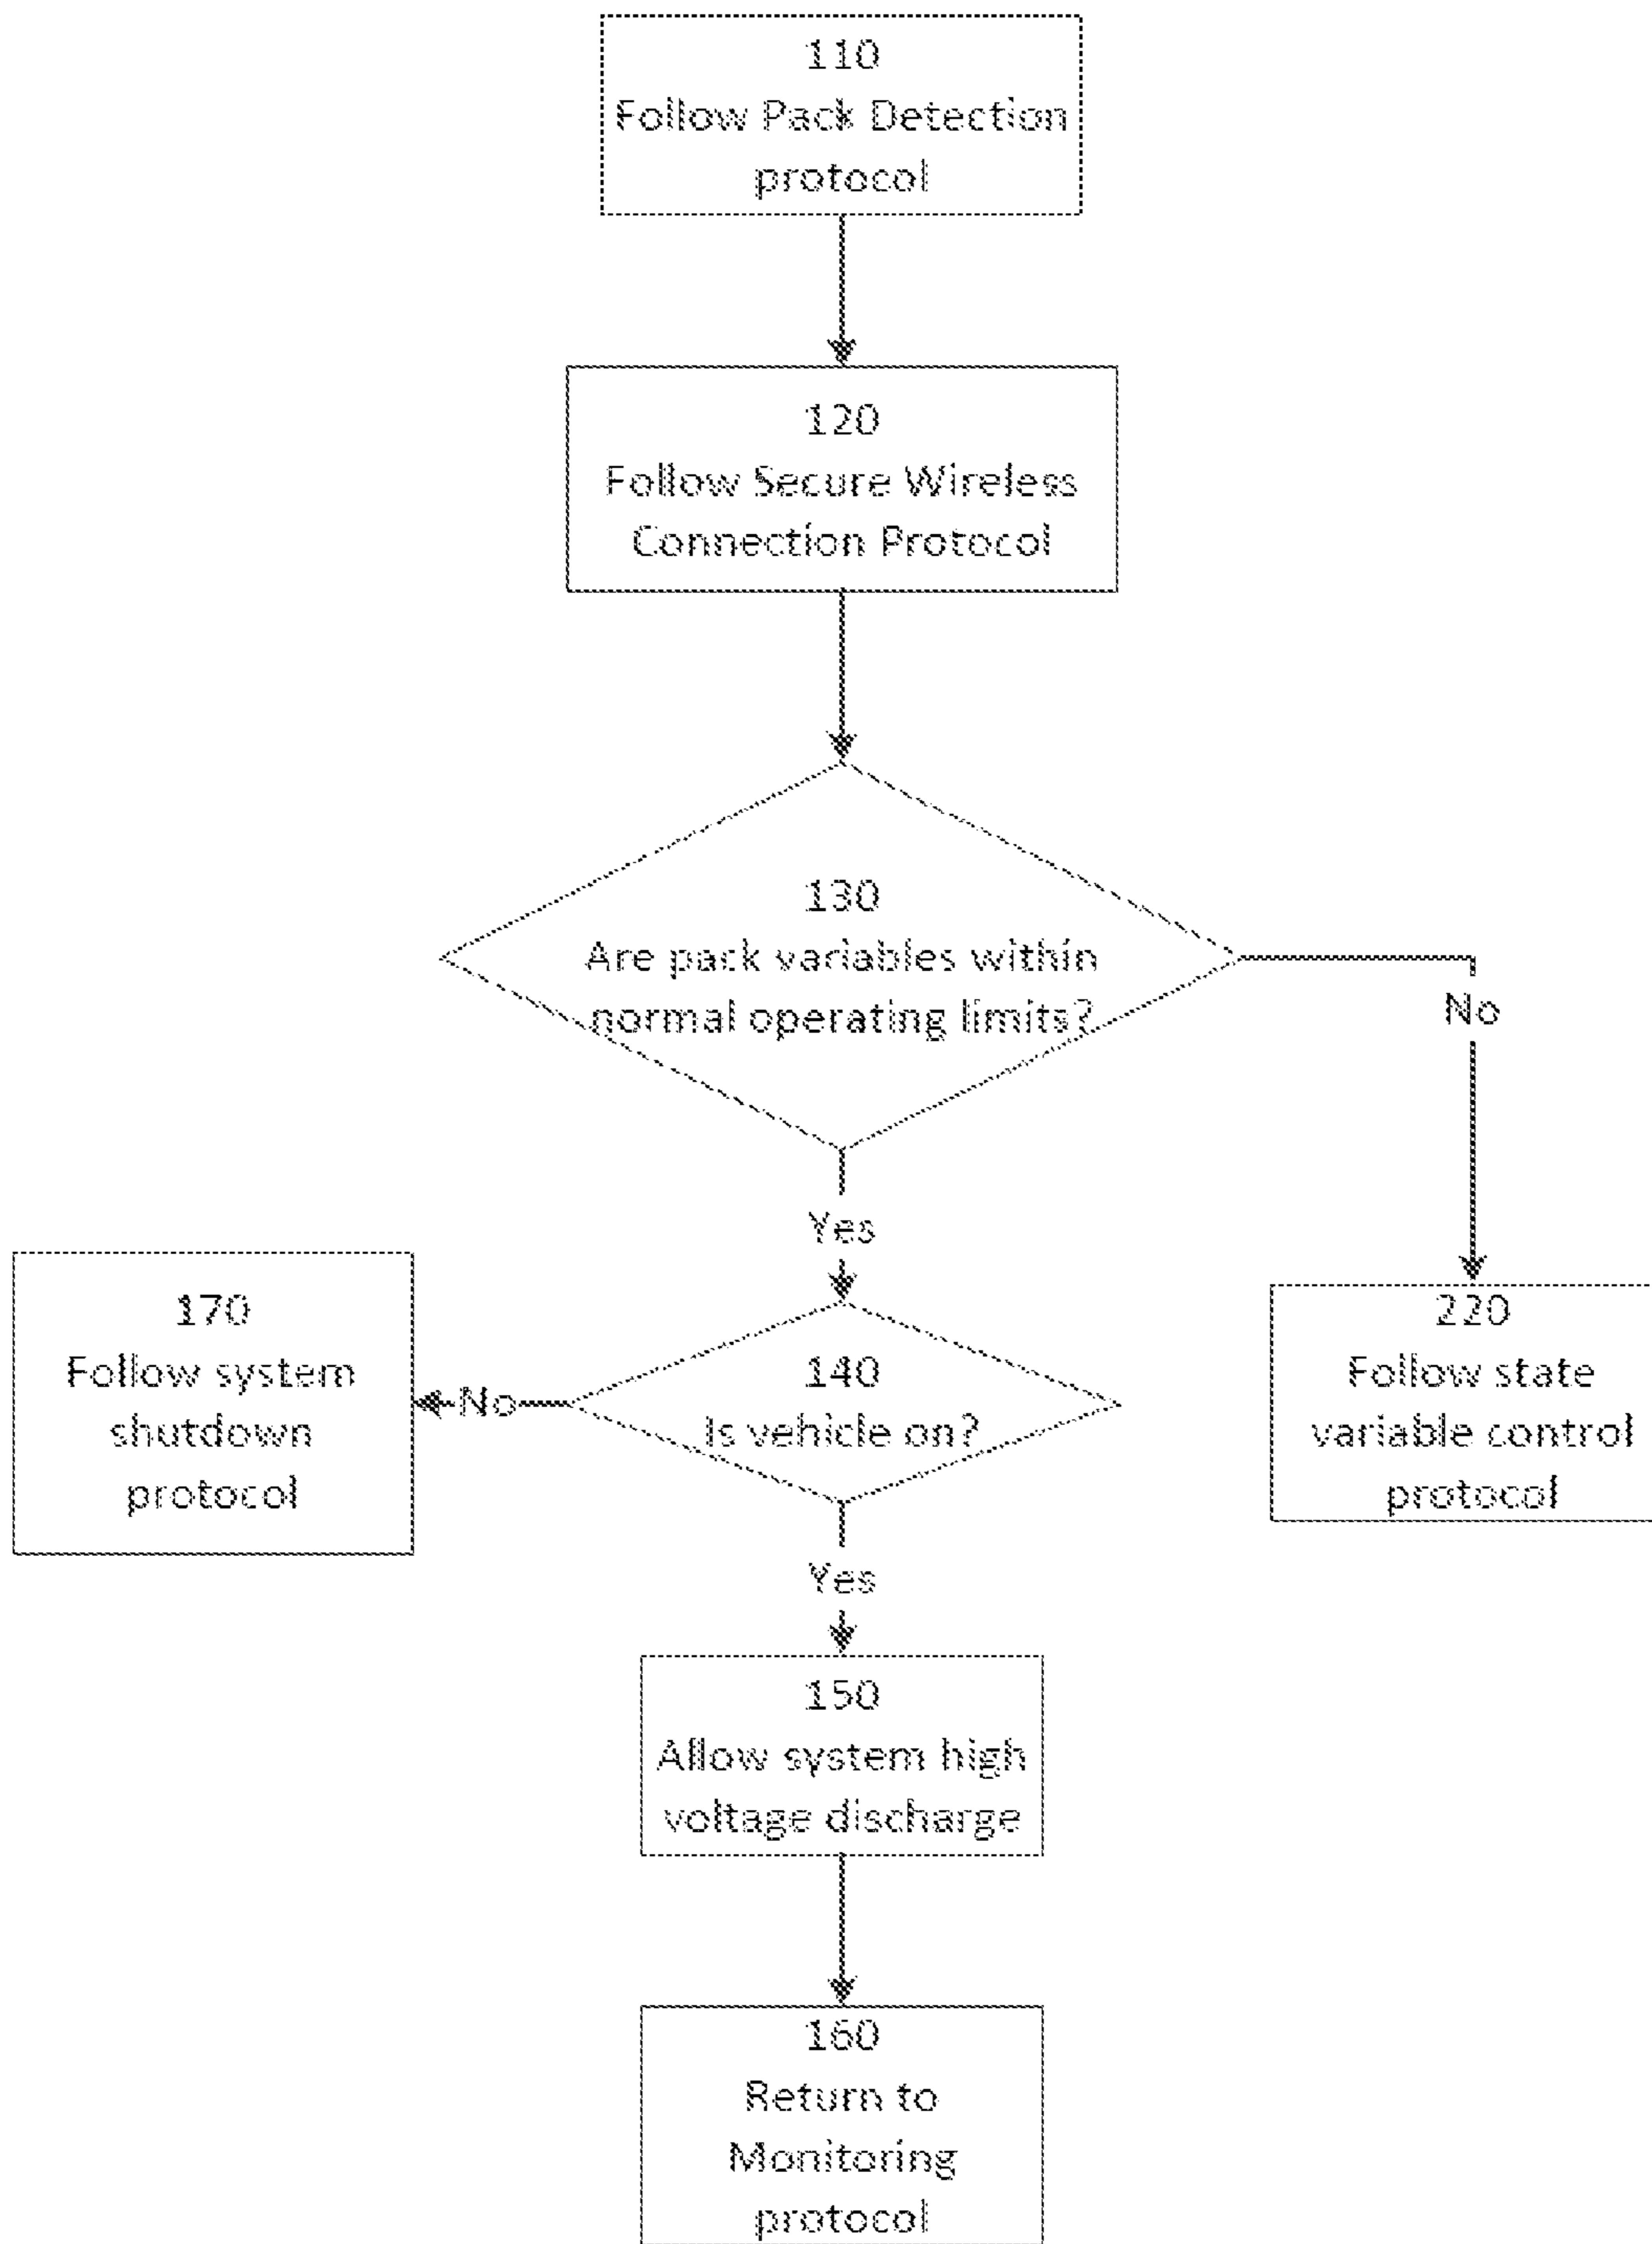 110
Follow Pack Detection
protocol
120
Follow Secure Wireless
Connection Protocol
130
Are pack variables within
normal operating limits?
No
Yes
170
Follow system
shutdown
protocol
No
140
Is vehicle on?
220
Follow state
variable control
protocol
Yes
150
Allow system high
voltage discharge
160
Return to
Monitoring
protocol